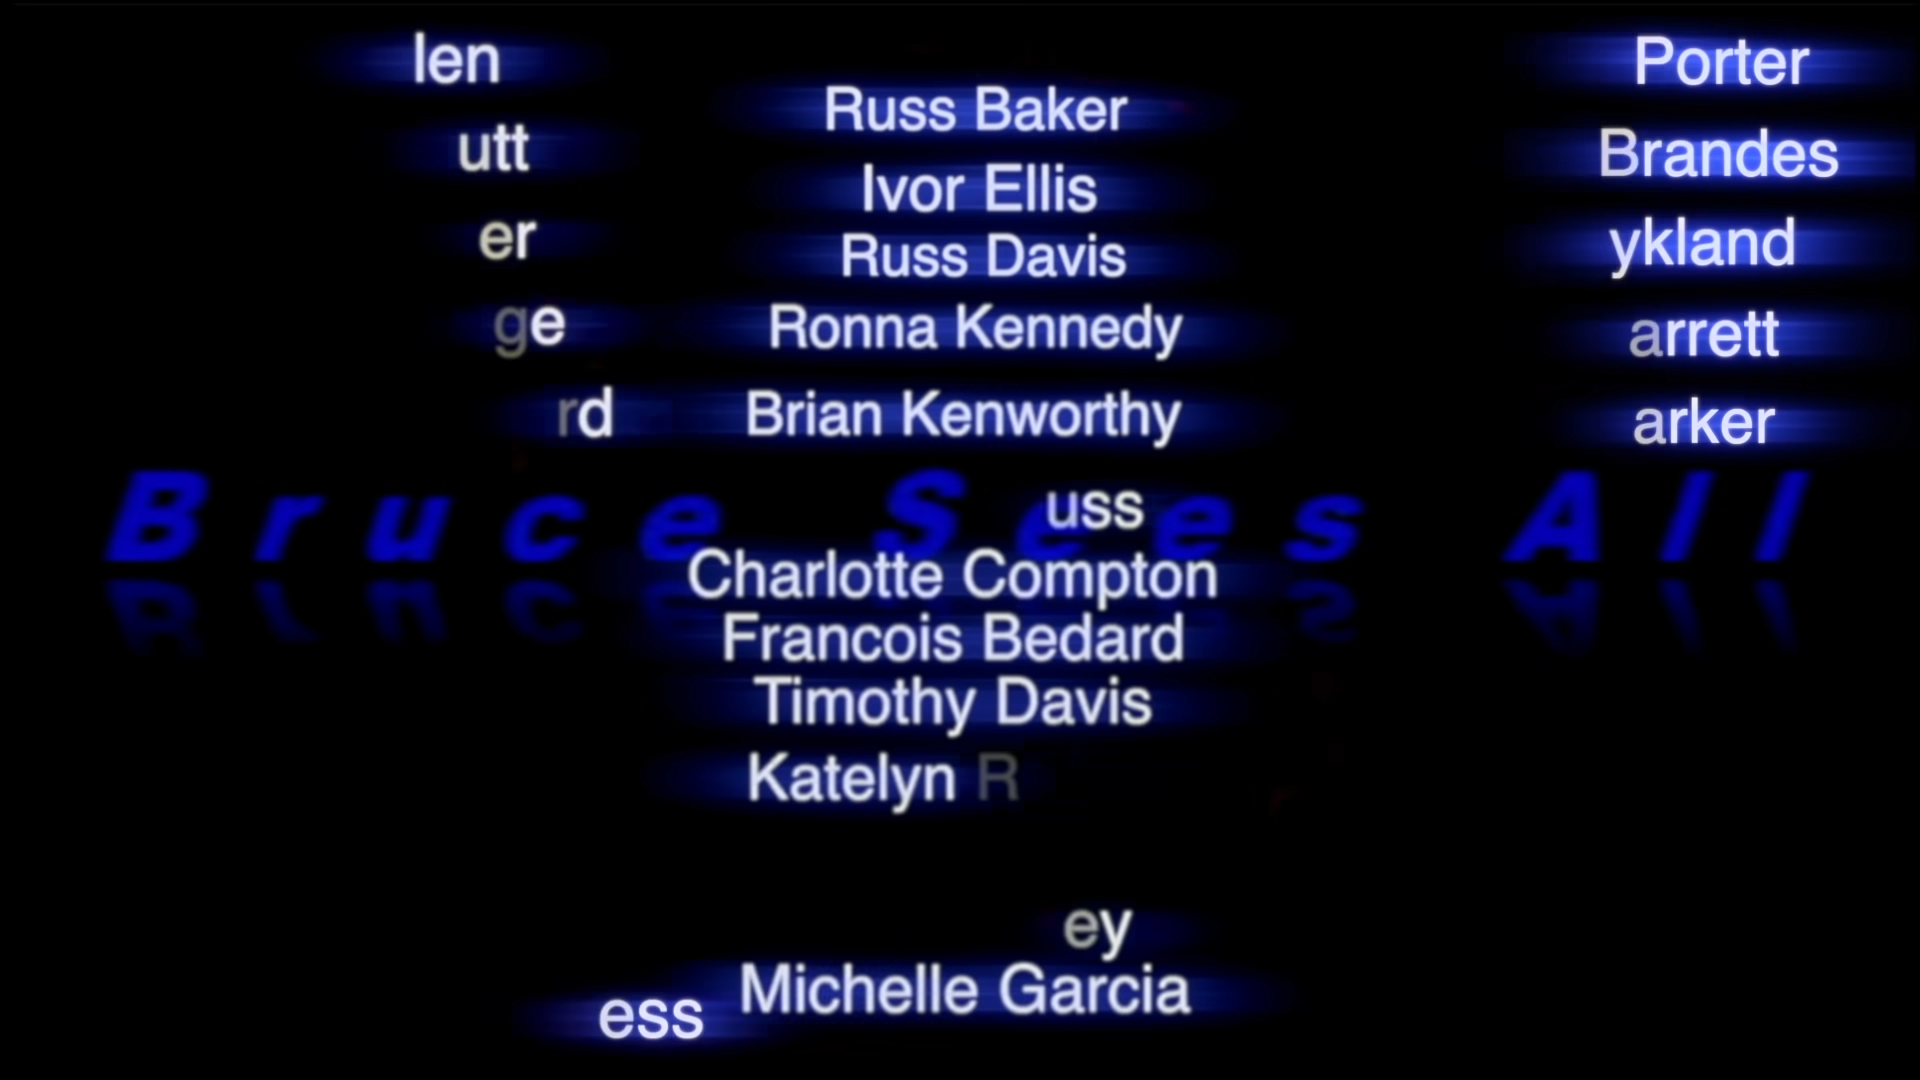 len
utt
er
ge
rd
Russ Baker
Ivor Ellis
Russ Davis
Ronna Kennedy
Brian Kenworthy
Porter
Brandes
ykland
arrett
arker
Bruce Sees All
uss
Charlotte Compton
Francois Bedard
Timothy Davis
Katelyn R
ey
Michelle Garcia
ess